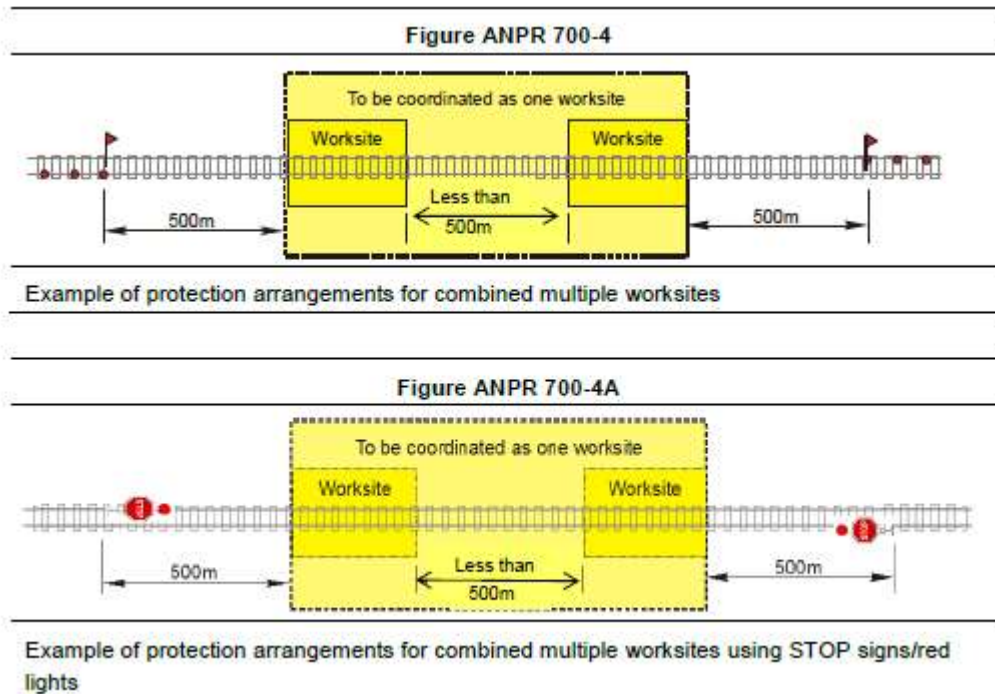 Figure ANPR 700-4
To be coordinated as one worksite
Worksite
Worksite
Less than
500m
500m
500m
Example of protection arrangements for combined multiple worksites
Figure ANPR 700-4A
To be coordinated as one worksite
Worksite
Worksite
STOP
STOP
500m
Less than
500m
500m
Example of protection arrangements for combined multiple worksites using STOP signs/red
lights